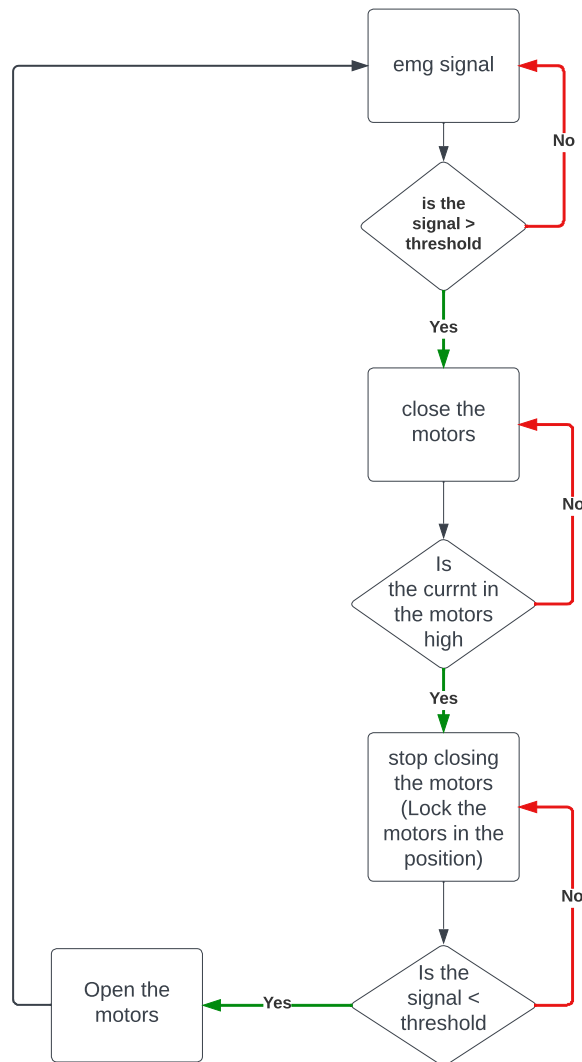 emg signal
No
is the
signal >
threshold
Yes
close the
motors
No
Is
the currnt in
the motors
high
Yes
stop closing
the motors
(Lock the
motors in the
position)
No
Is the
signal <
threshold
Yes
Open the
motors